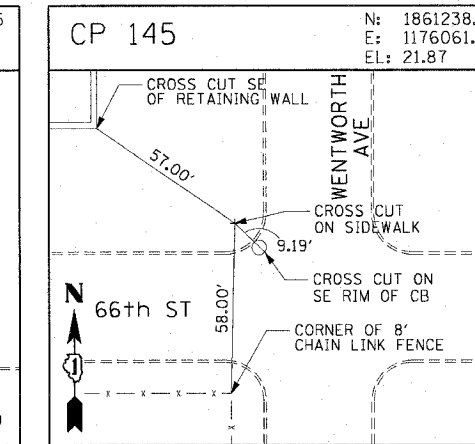 CP 145
N: 1861238.
E: 1176061.
EL: 21.87
CROSS CUT SE
OF RETAINING WALL
57.00'
WENTWORTH
AVE
CROSS CUT
ON SIDEWALK
9.19'
CROSS CUT ON
SE RIM OF CB
N
66th ST
58.00'
1
CORNER OF 8'
CHAIN LINK FENCE